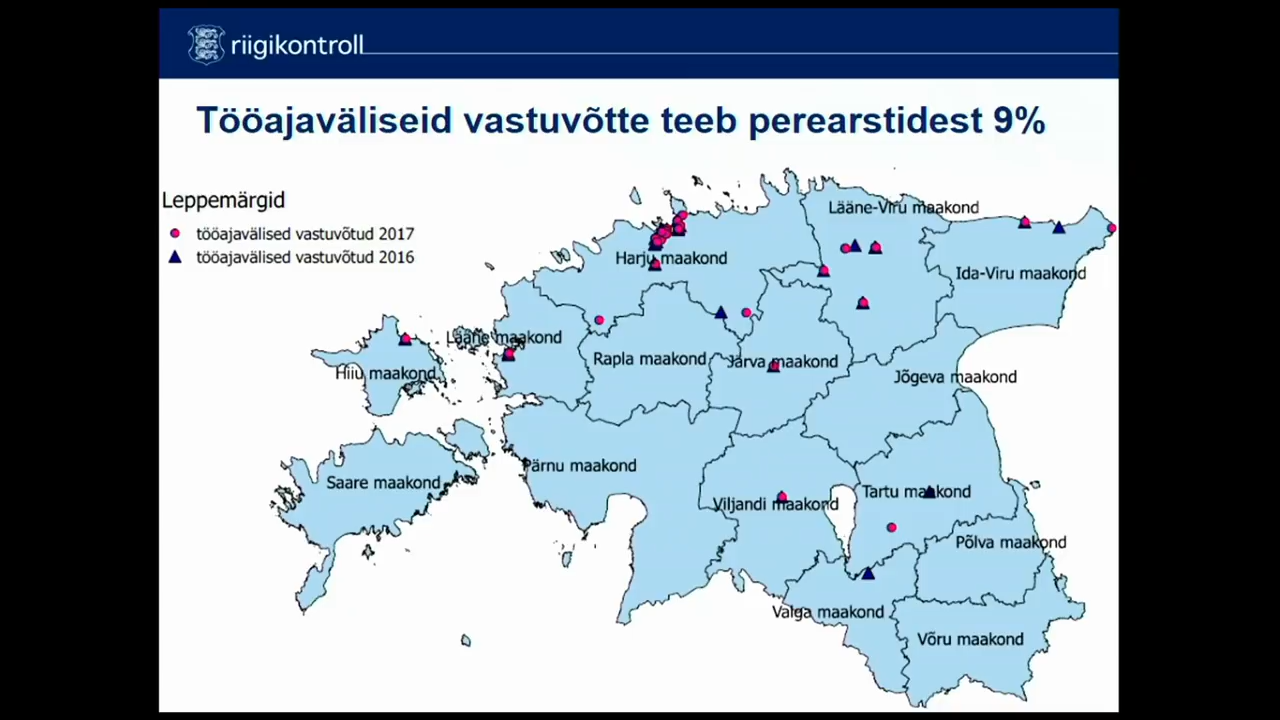 riigikontroll
Tööajaväliseid vastuvõtte teeb perearstidest 9%
Leppemärgid
tööajavälised vastuvõtud 2017
tööajavälised vastuvõtud 2016
Lääne-Viru maakond
Harju maakond
Ida-Viru maakond
Lääne maakond
Rapla maakond
Järva maakond
Hiiu maakond
Jõgeva maakond
Pärnu maakond
Saare maakond
Viljandi maakond
Tartu maakond
Põlva maakond
Valga maakond
Võru maakond